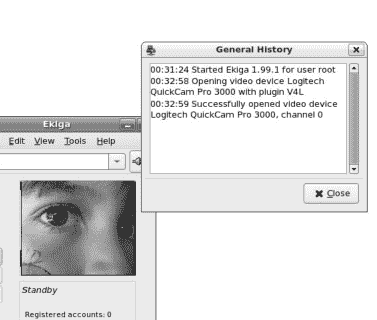 General History
00:31:24 Started Ekiga 1.99.1 for user root
00:32:58 Opening video device Logitech
QuickCam Pro 3000 with plugin V4L
00:32:59 Successfully opened video device
Logitech QuickCam Pro 3000, channel 0
Close
Ekiga
Edit View Tools Help
Standby
Registered accounts: 0